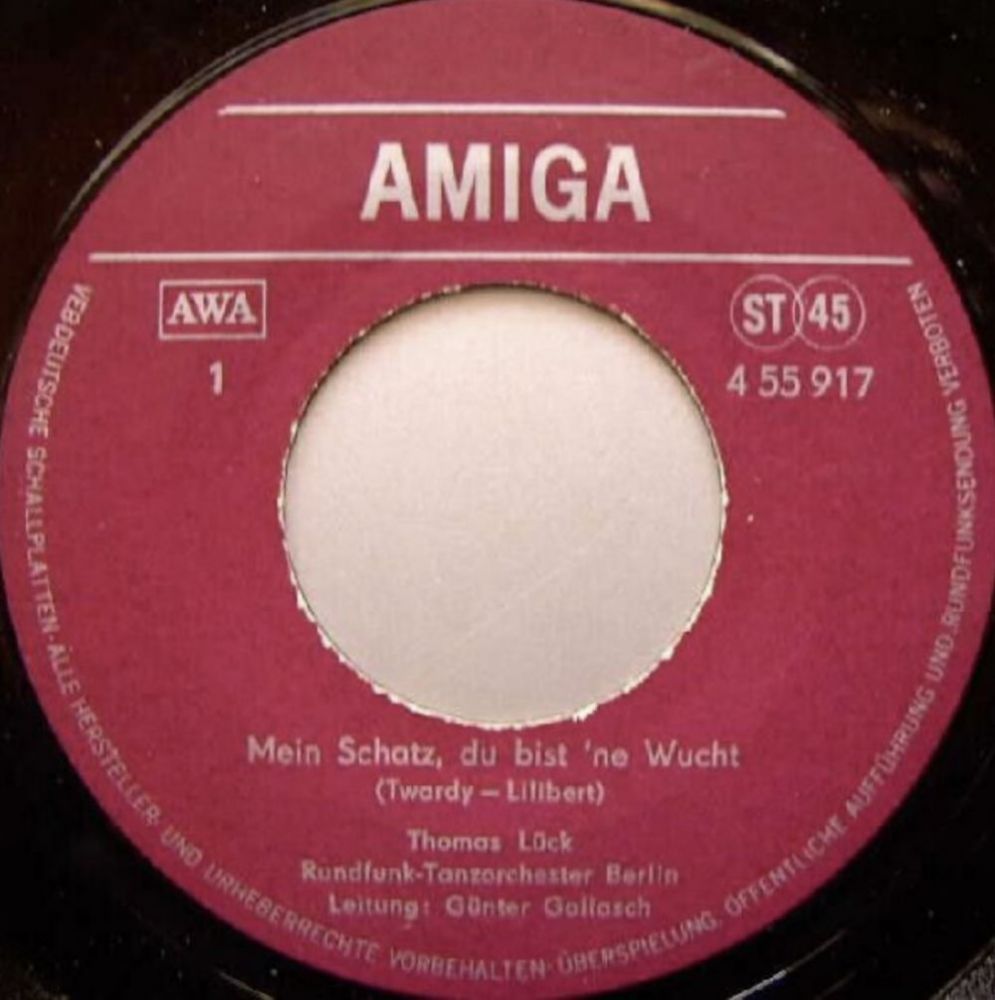 AMIGA
AWA
ST 45
1
4 55 917
Mein Schatz, du bist 'ne Wucht
(Twardy – Lilibert)
Thomas Lück
Rundfunk-Tanzorchester Berlin
Leitung: Günter Gollasch
VEB DEUTSCHE SCHALLPLATTEN · ALLE HERSTELLER- UND URHEBERRECHTE VORBEHALTEN · ÜBERSPIELUNG, ÖFFENTLICHE AUFFÜHRUNG UND RUNDFUNKSENDUNG VERBOTEN